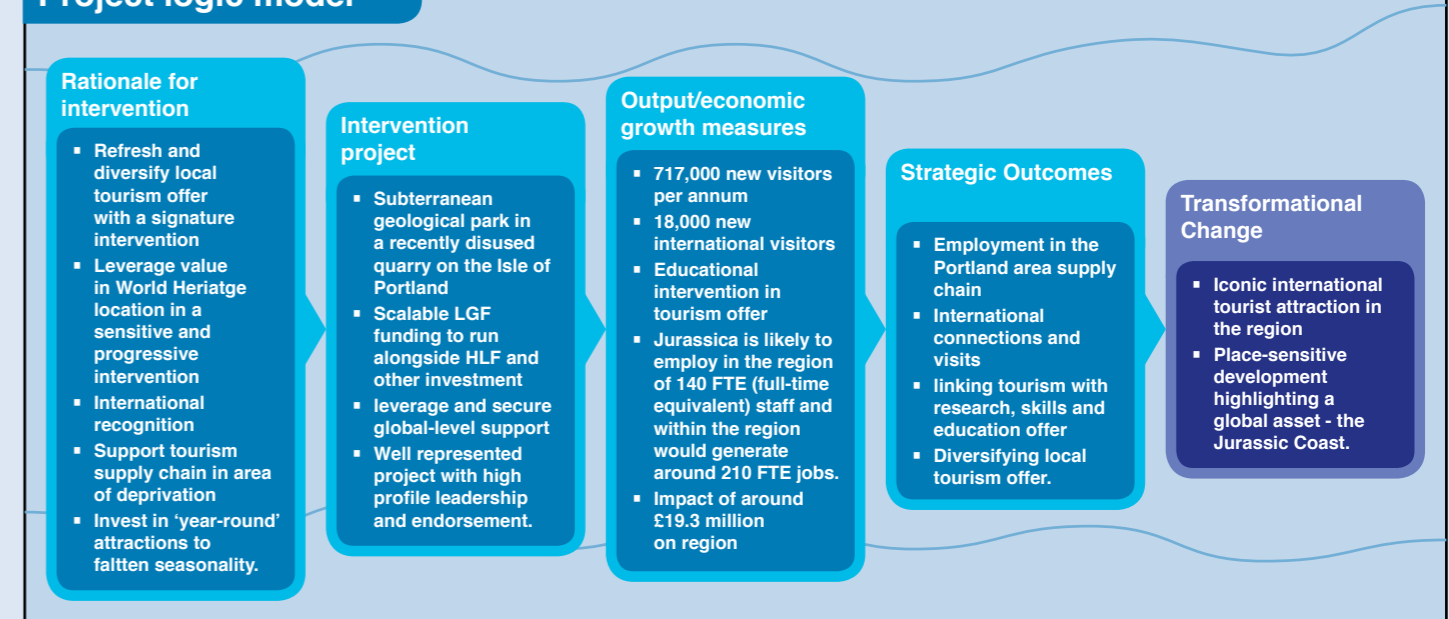 Project logic model
Rationale for
intervention
▪ Refresh and
diversify local
tourism offer
with a signature
intervention
▪ Leverage value
in World Heriatge
location in a
sensitive and
progressive
intervention
▪ International
recognition
▪ Support tourism
supply chain in area
of deprivation
▪ Invest in ‘year-round’
attractions to
faltten seasonality.
Intervention
project
▪ Subterranean
geological park in
a recently disused
quarry on the Isle of
Portland
▪ Scalable LGF
funding to run
alongside HLF and
other investment
▪ leverage and secure
global-level support
▪ Well represented
project with high
profile leadership
and endorsement.
Output/economic
growth measures
▪ 717,000 new visitors
per annum
▪ 18,000 new
international visitors
▪ Educational
intervention in
tourism offer
▪ Jurassica is likely to
employ in the region
of 140 FTE (full-time
equivalent) staff and
within the region
would generate
around 210 FTE jobs.
▪ Impact of around
£19.3 million
on region
Strategic Outcomes
▪ Employment in the
Portland area supply
chain
▪ International
connections and
visits
▪ linking tourism with
research, skills and
education offer
▪ Diversifying local
tourism offer.
Transformational
Change
▪ Iconic international
tourist attraction in
the region
▪ Place-sensitive
development
highlighting a
global asset - the
Jurassic Coast.